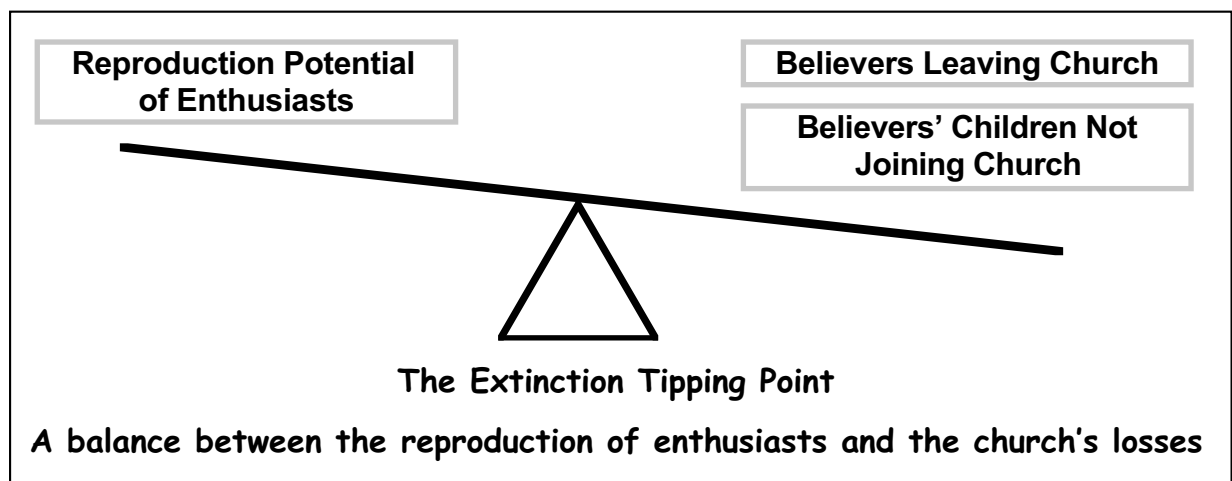 Reproduction Potential
of Enthusiasts
Believers Leaving Church
Believers’ Children Not
Joining Church
The Extinction Tipping Point
A balance between the reproduction of enthusiasts and the church’s losses